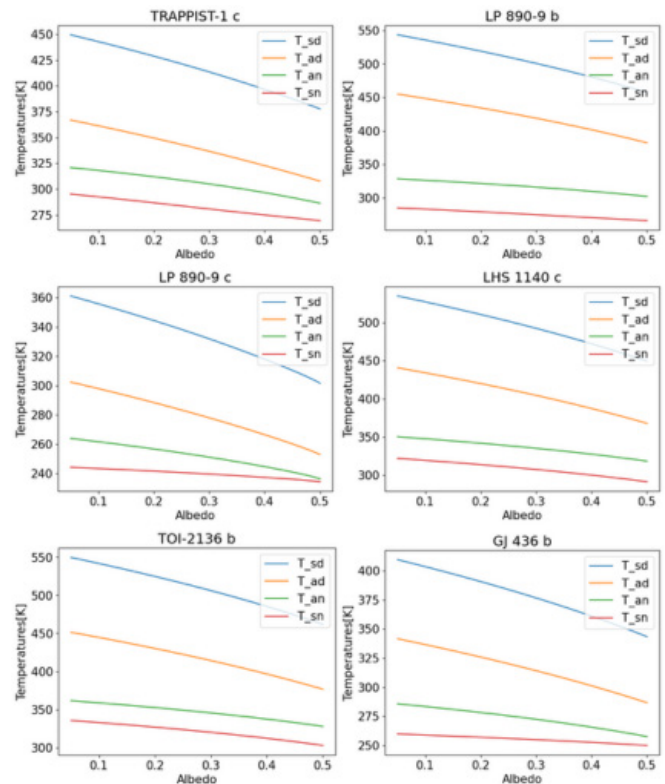 TRAPPIST-1 c
Temperatures[K]
450
425
400
375
350
325
300
275
T_sd
T_ad
T_an
T_sn
0.1 0.2 0.3 0.4 0.5
Albedo
LP 890-9 b
Temperatures[K]
550
500
450
400
350
300
T_sd
T_ad
T_an
T_sn
0.1 0.2 0.3 0.4 0.5
Albedo
LP 890-9 c
Temperatures[K]
360
340
320
300
280
260
240
T_sd
T_ad
T_an
T_sn
0.1 0.2 0.3 0.4 0.5
Albedo
LHS 1140 c
Temperatures[K]
500
450
400
350
300
T_sd
T_ad
T_an
T_sn
0.1 0.2 0.3 0.4 0.5
Albedo
TOI-2136 b
Temperatures[K]
550
500
450
400
350
300
T_sd
T_ad
T_an
T_sn
0.1 0.2 0.3 0.4 0.5
Albedo
GJ 436 b
Temperatures[K]
400
375
350
325
300
275
250
T_sd
T_ad
T_an
T_sn
0.1 0.2 0.3 0.4 0.5
Albedo